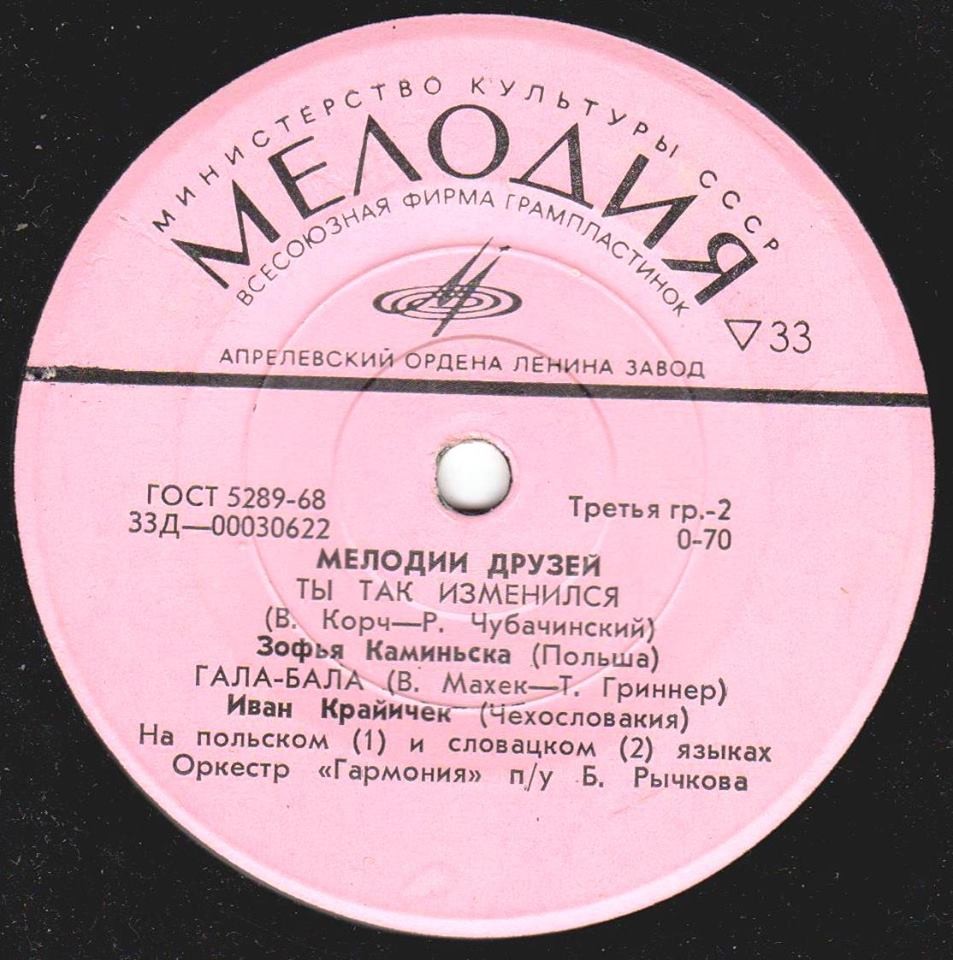 МИНИСТЕРСТВО КУЛЬТУРЫ СССР
МЕЛОДИЯ
ВСЕСОЮЗНАЯ ФИРМА ГРАМПЛАСТИНОК
▽33
АПРЕЛЕВСКИЙ ОРДЕНА ЛЕНИНА ЗАВОД
ГОСТ 5289-68
Третья гр.-2
33Д—00030622
0-70
МЕЛОДИИ ДРУЗЕЙ
ТЫ ТАК ИЗМЕНИЛСЯ
(В. Корч—Р. Чубачинский)
Зофья Каминьска (Польша)
ГАЛА-БАЛА (В. Махек—Т. Гриннер)
Иван Крайичек (Чехословакия)
На польском (1) и словацком (2) языках
Оркестр «Гармония» п/у Б. Рычкова